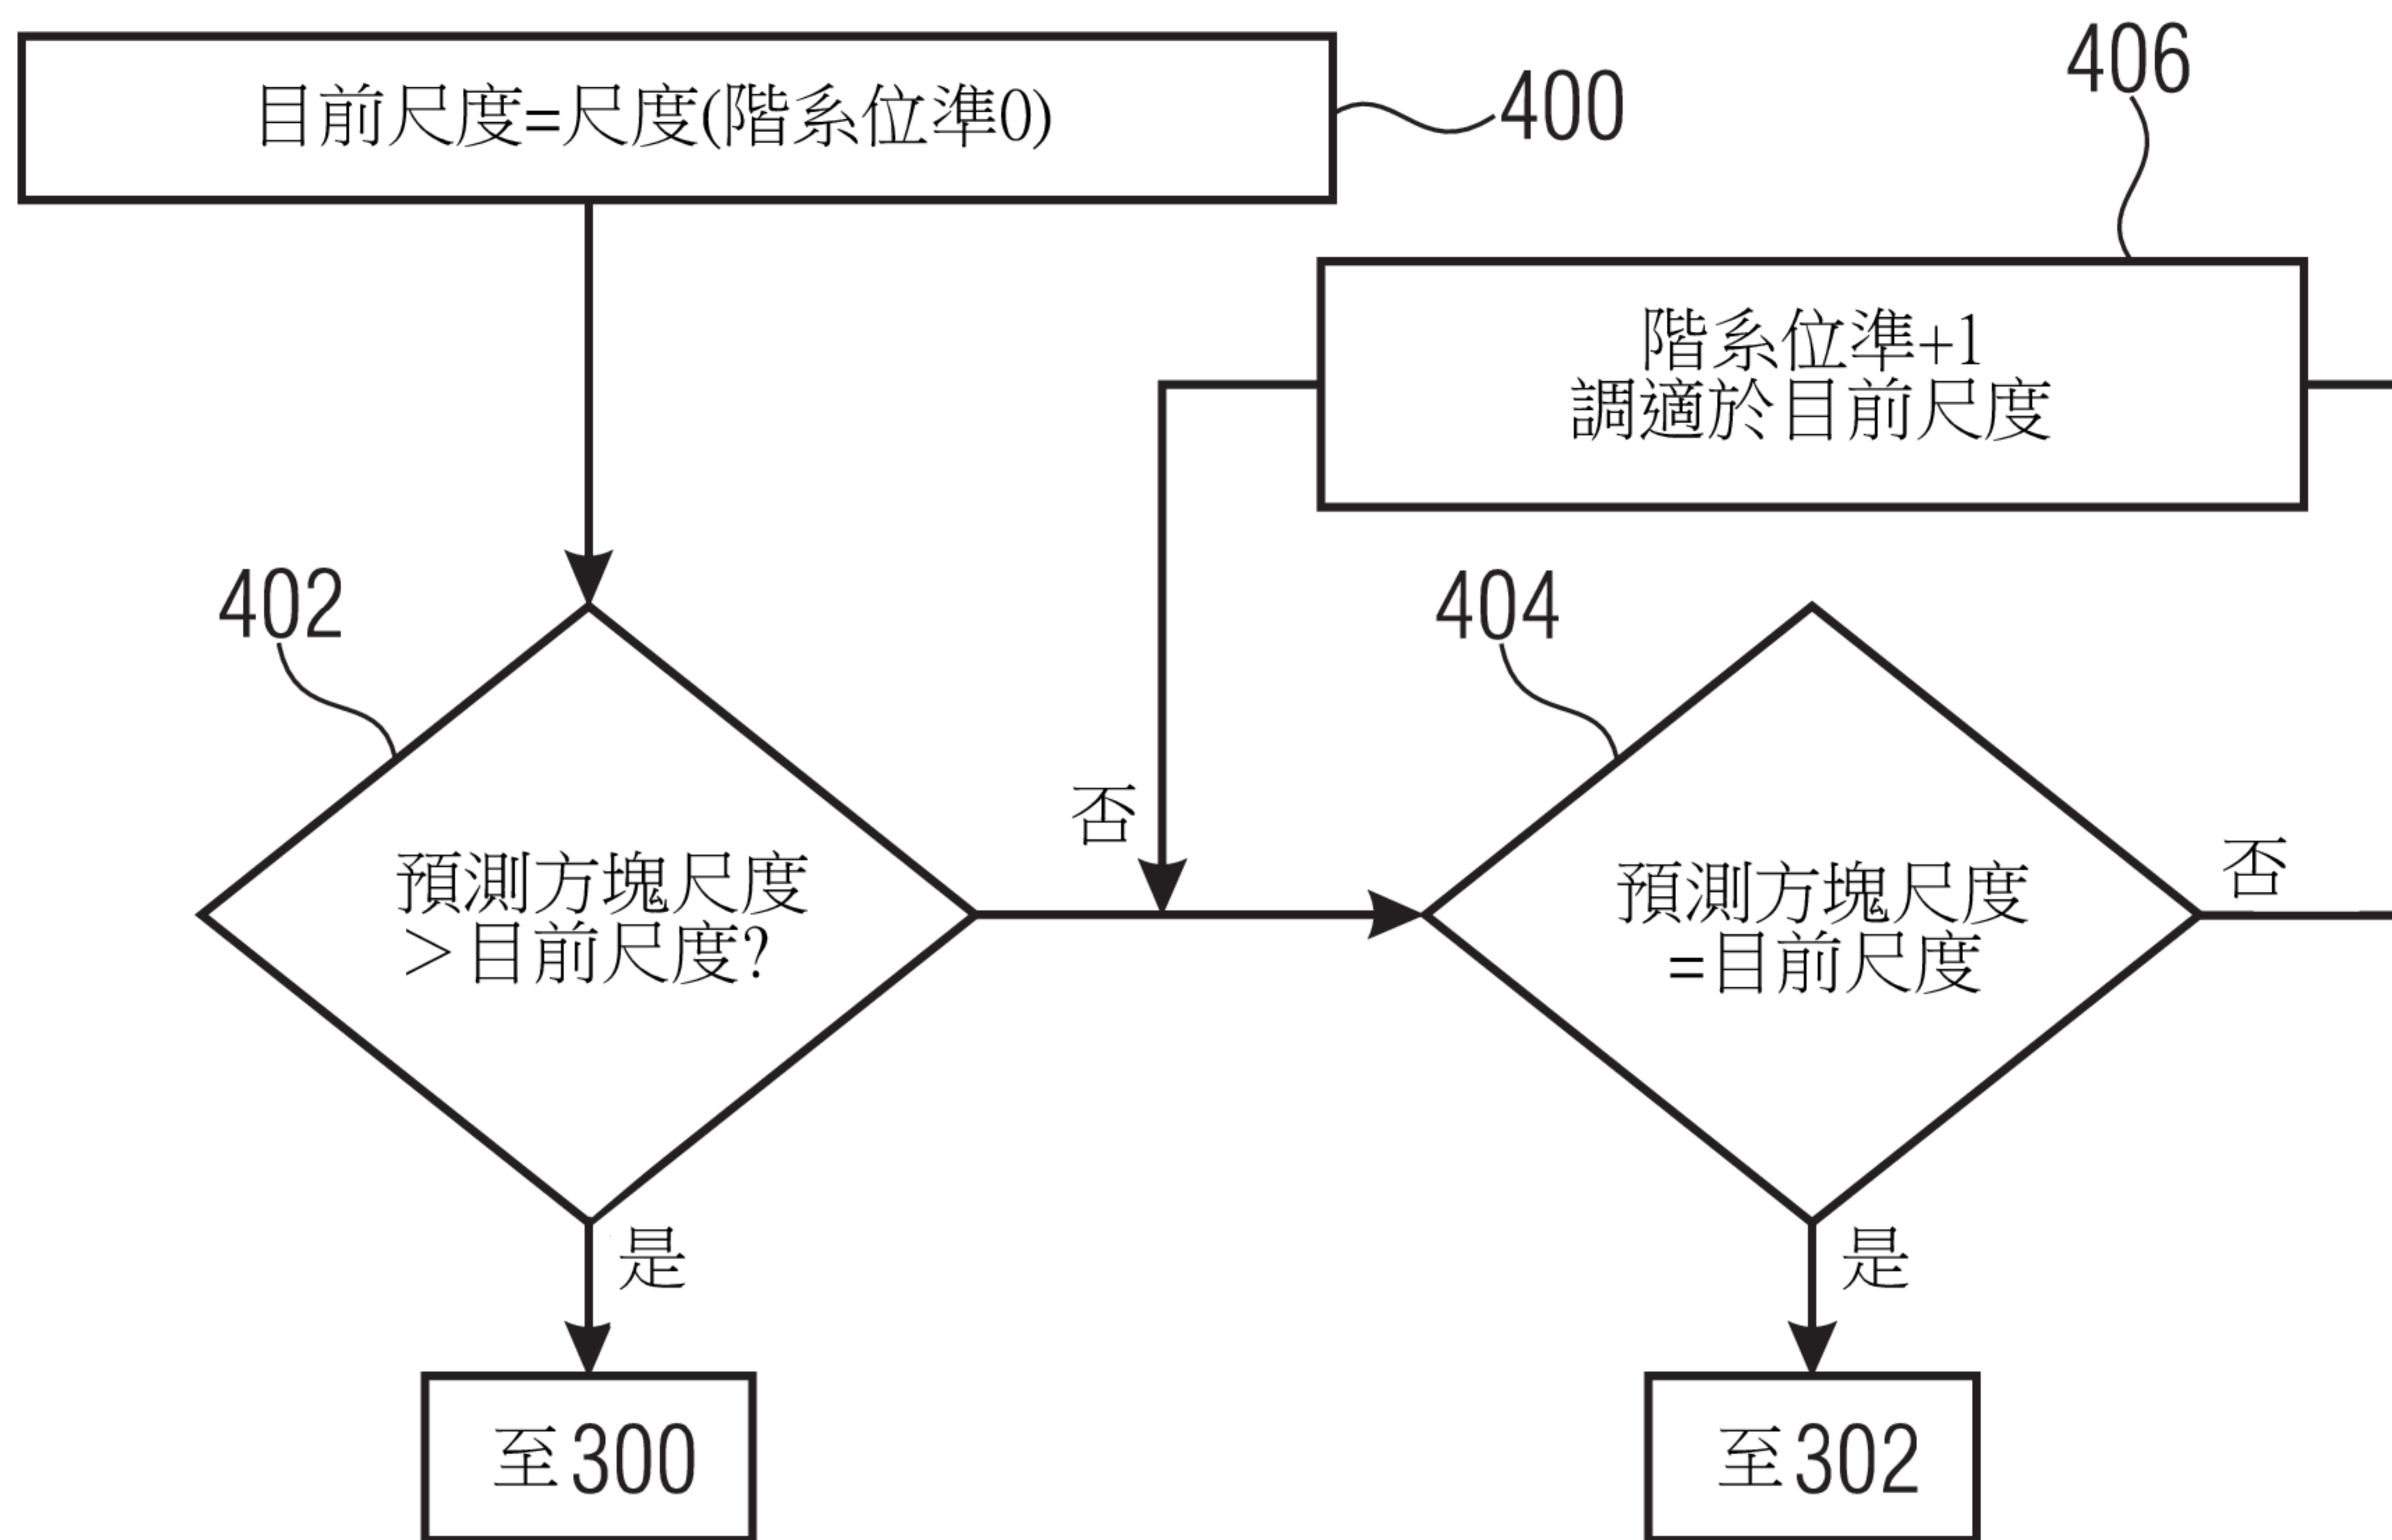 目前尺度=尺度(階系位準0)
400
406
階系位準+1
調適於目前尺度
402
404
否
預測方塊尺度
>目前尺度?
預測方塊尺度
=目前尺度
否
是
是
至300
至302